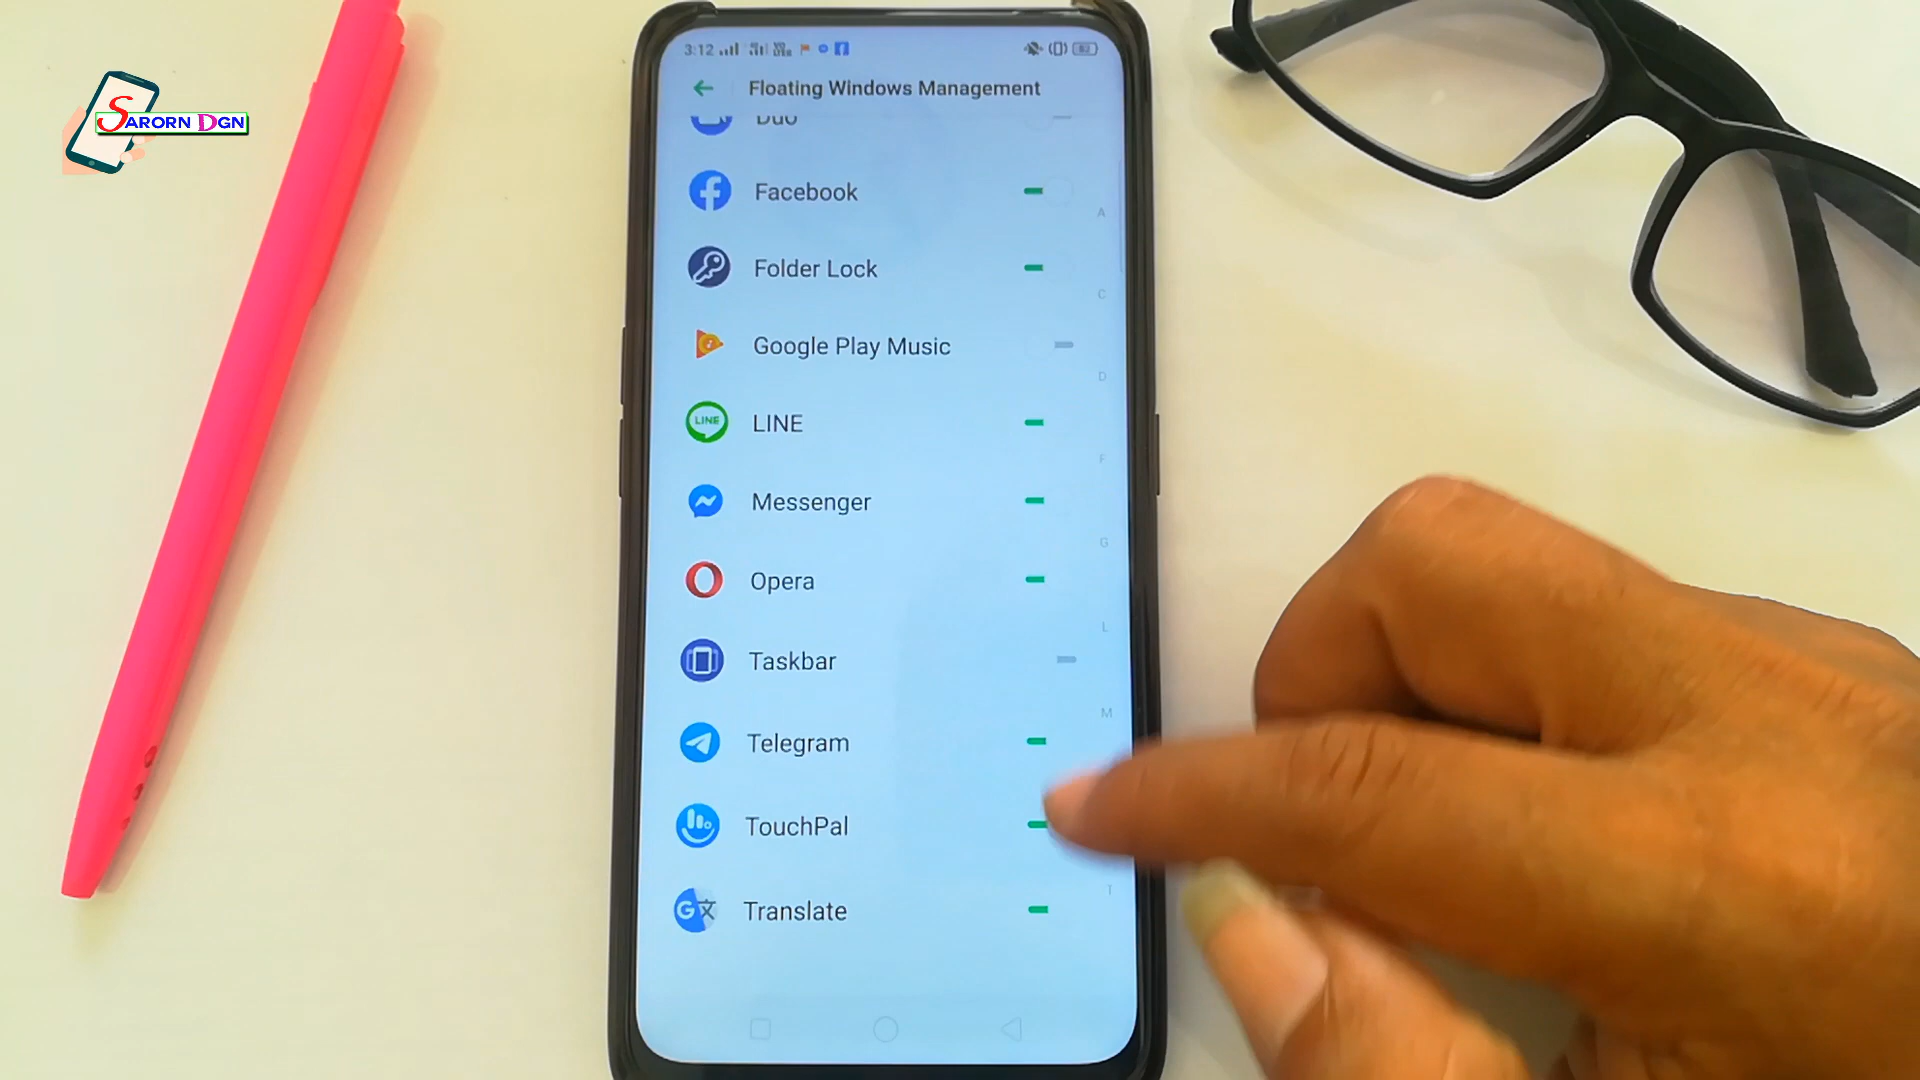 SARORN DGN
3:12
Floating Windows Management
Duo
Facebook
A
Folder Lock
C
Google Play Music
D
LINE
LINE
F
Messenger
G
Opera
L
Taskbar
M
Telegram
TouchPal
T
Translate